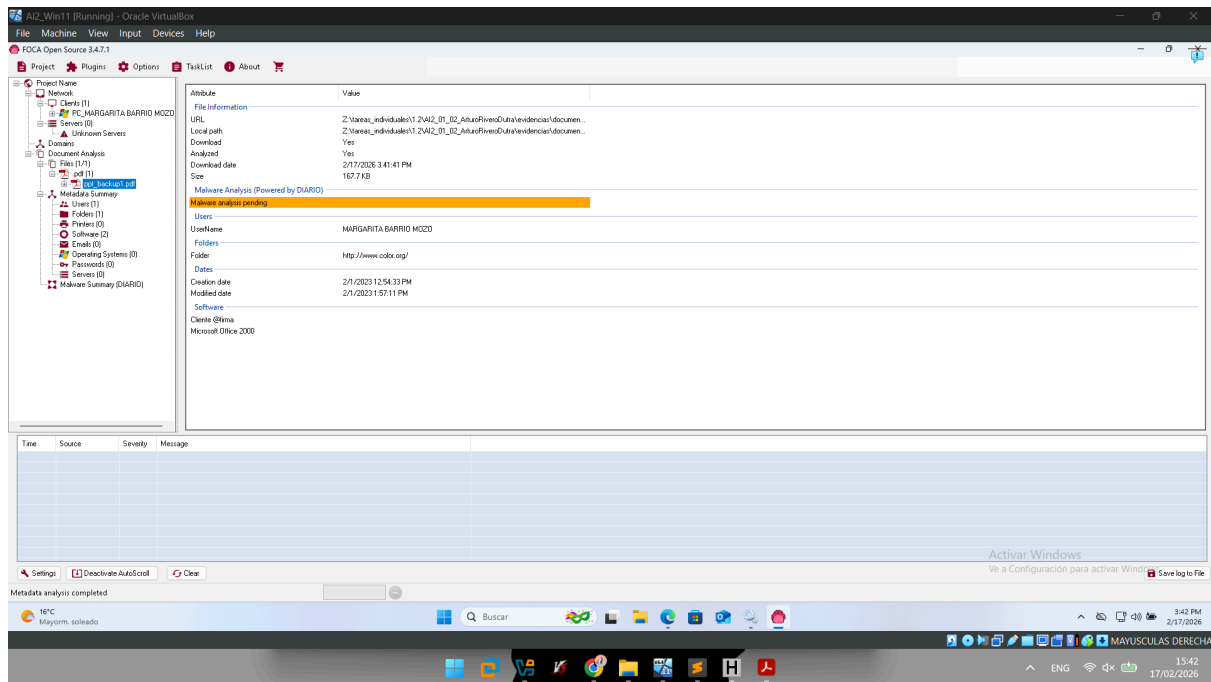 AI2_Win11 [Running] - Oracle VirtualBox
File Machine View Input Devices Help
FOCA Open Source 3.4.7.1
Project Plugins Options TaskList About
Project Name
Network
Clients (1)
PC_MARGARITA BARRIO MOZO
Servers (0)
Unknown Servers
Domains
Document Analysis
Files (1/1)
.pdf (1)
ppt_backup1.pdf
Metadata Summary
Users (1)
Folders (1)
Printers (0)
Software (2)
Emails (0)
Operating Systems (0)
Passwords (0)
Servers (0)
Malware Summary (DIARIO)
Attribute Value
File Information
URL Z:\tareas_individuales\1.2\AI2_01_02_ArturoRiveroDutra\evidencias\documen...
Local path Z:\tareas_individuales\1.2\AI2_01_02_ArturoRiveroDutra\evidencias\documen...
Download Yes
Analyzed Yes
Download date 2/17/2026 3:41:41 PM
Size 167.7 KB
Malware Analysis (Powered by DIARIO)
Malware analysis pending
Users
UserName MARGARITA BARRIO MOZO
Folders
Folder http://www.color.org/
Dates
Creation date 2/1/2023 12:54:33 PM
Modified date 2/1/2023 1:57:11 PM
Software
Cliente @firma
Microsoft Office 2000
Time Source Severity Message
Activar Windows
Ve a Configuración para activar Windows
Settings Deactivate AutoScroll Clear Save log to File
Metadata analysis completed
16°C
Mayorm. soleado
Buscar
3:42 PM
2/17/2026
MAYUSCULAS DERECHA
ENG
15:42
17/02/2026